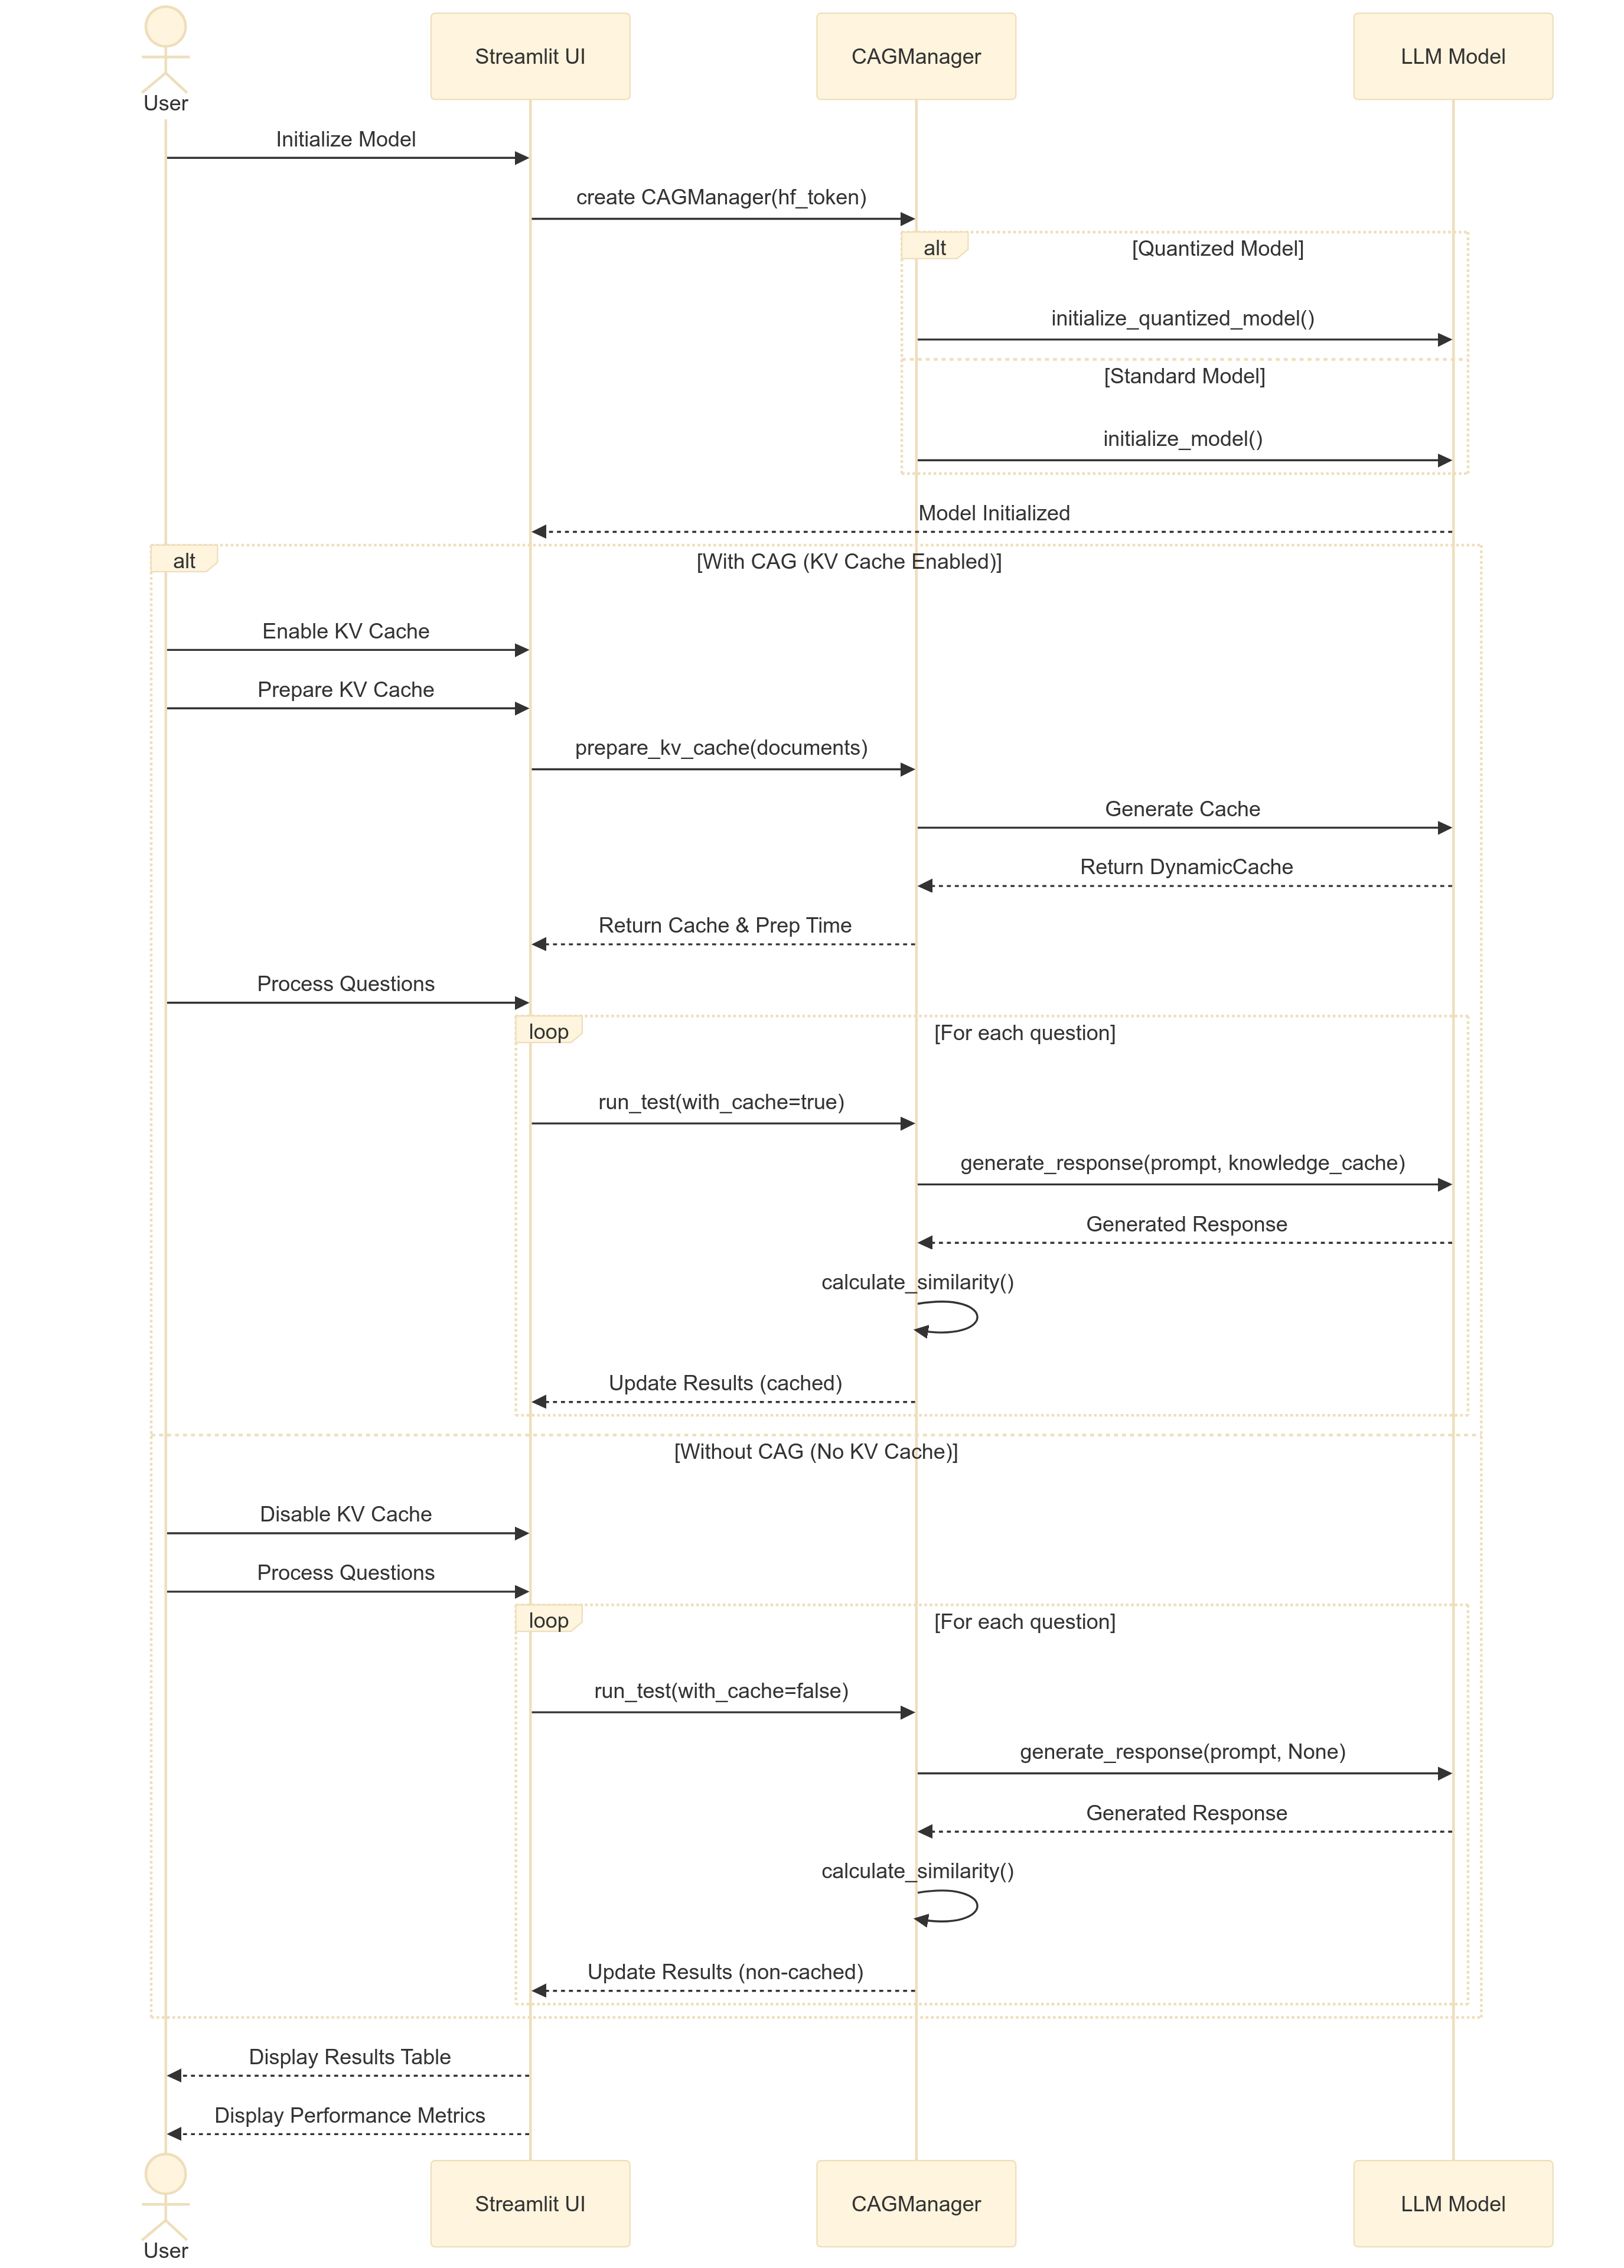 User
Streamlit UI
CAGManager
LLM Model
Initialize Model
create CAGManager(hf_token)
alt
[Quantized Model]
initialize_quantized_model()
[Standard Model]
initialize_model()
Model Initialized
alt
[With CAG (KV Cache Enabled)]
Enable KV Cache
Prepare KV Cache
prepare_kv_cache(documents)
Generate Cache
Return DynamicCache
Return Cache & Prep Time
Process Questions
loop
[For each question]
run_test(with_cache=true)
generate_response(prompt, knowledge_cache)
Generated Response
calculate_similarity()
Update Results (cached)
[Without CAG (No KV Cache)]
Disable KV Cache
Process Questions
loop
[For each question]
run_test(with_cache=false)
generate_response(prompt, None)
Generated Response
calculate_similarity()
Update Results (non-cached)
Display Results Table
Display Performance Metrics
User
Streamlit UI
CAGManager
LLM Model